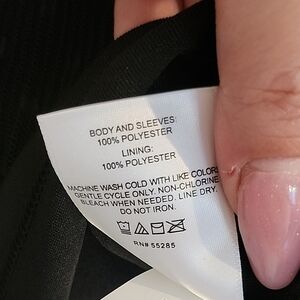 BODY AND SLEEVES:
100% POLYESTER
LINING:
100% POLYESTER
MACHINE WASH COLD WITH LIKE COLORS
GENTLE CYCLE ONLY. NON-CHLORINE
BLEACH WHEN NEEDED. LINE DRY.
DO NOT IRON.
RN# 55285